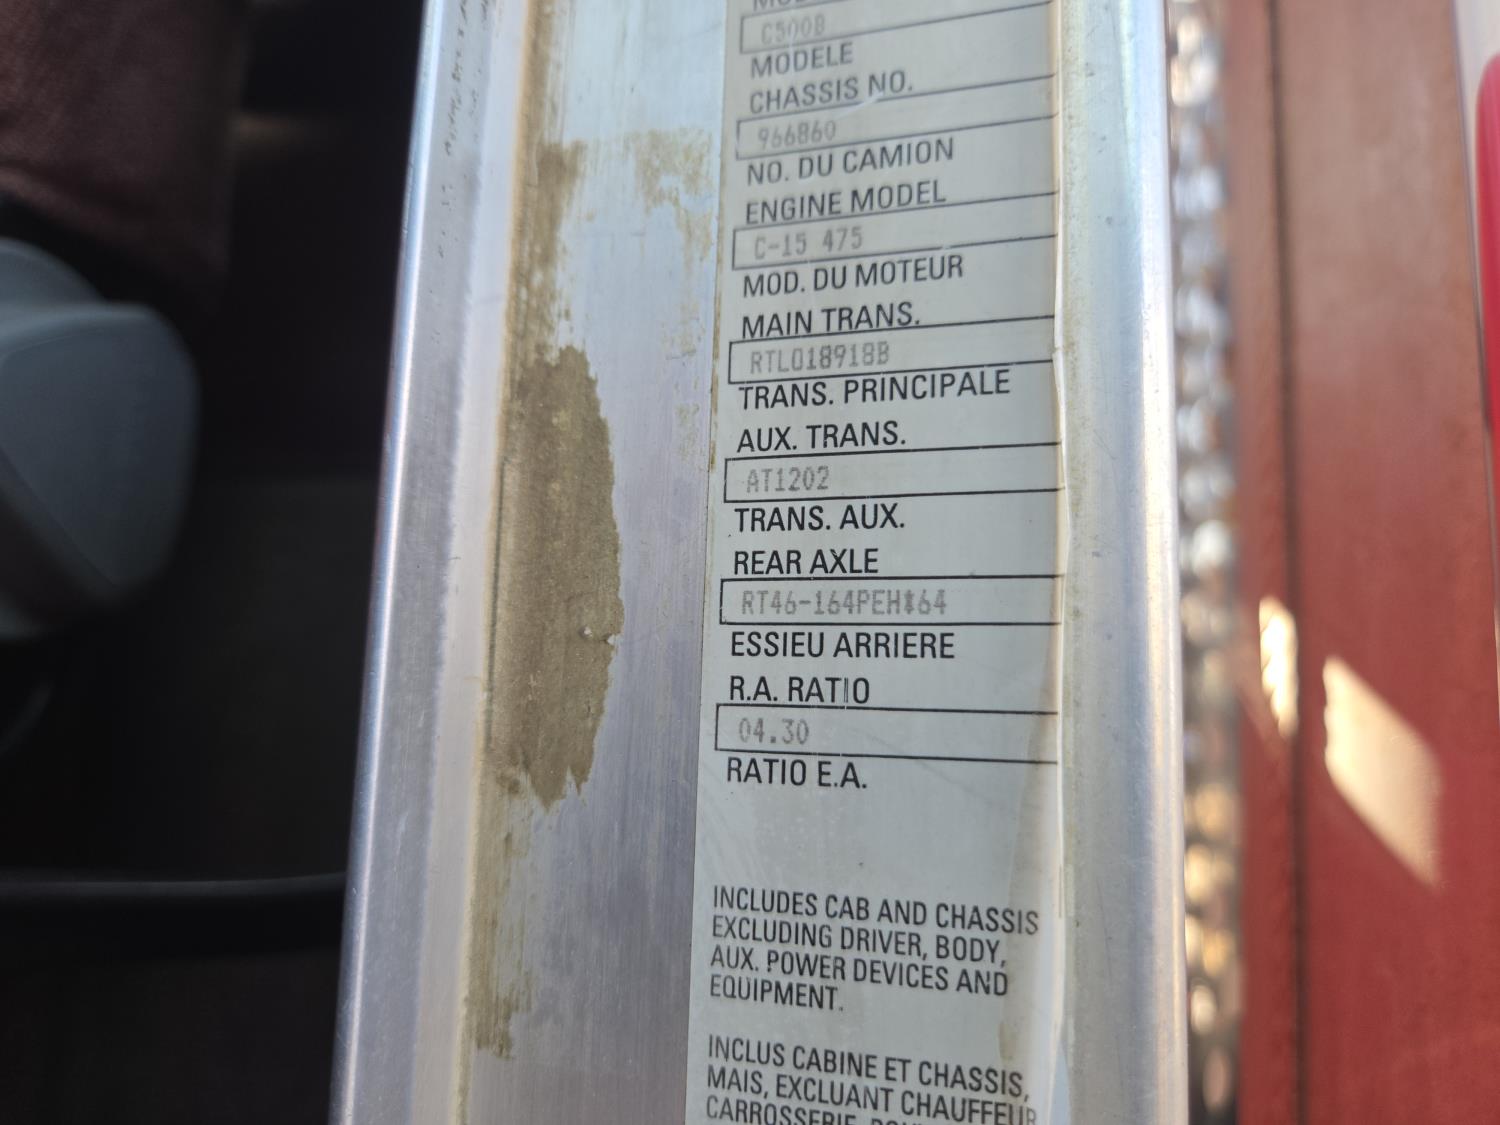 C500B
MODELE
CHASSIS NO.
966860
NO. DU CAMION
ENGINE MODEL
C-15 475
MOD. DU MOTEUR
MAIN TRANS.
RTLO18918B
TRANS. PRINCIPALE
AUX. TRANS.
AT1202
TRANS. AUX.
REAR AXLE
RT46-164PEH*64
ESSIEU ARRIERE
R.A. RATIO
04.30
RATIO E.A.
INCLUDES CAB AND CHASSIS
EXCLUDING DRIVER, BODY,
AUX. POWER DEVICES AND
EQUIPMENT.
INCLUS CABINE ET CHASSIS,
MAIS, EXCLUANT CHAUFFEUR
CARROSSERIE,